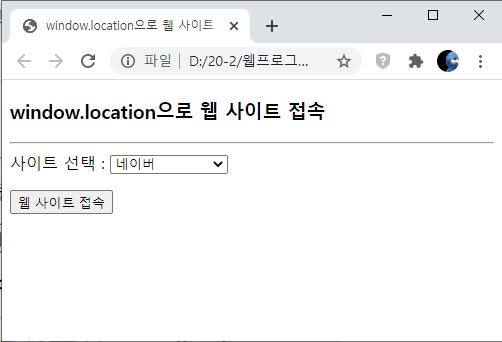 window.location으로 웹 사이트
파일 D:/20-2/웹프로그...
window.location으로 웹 사이트 접속
사이트 선택 : 네이버
웹 사이트 접속